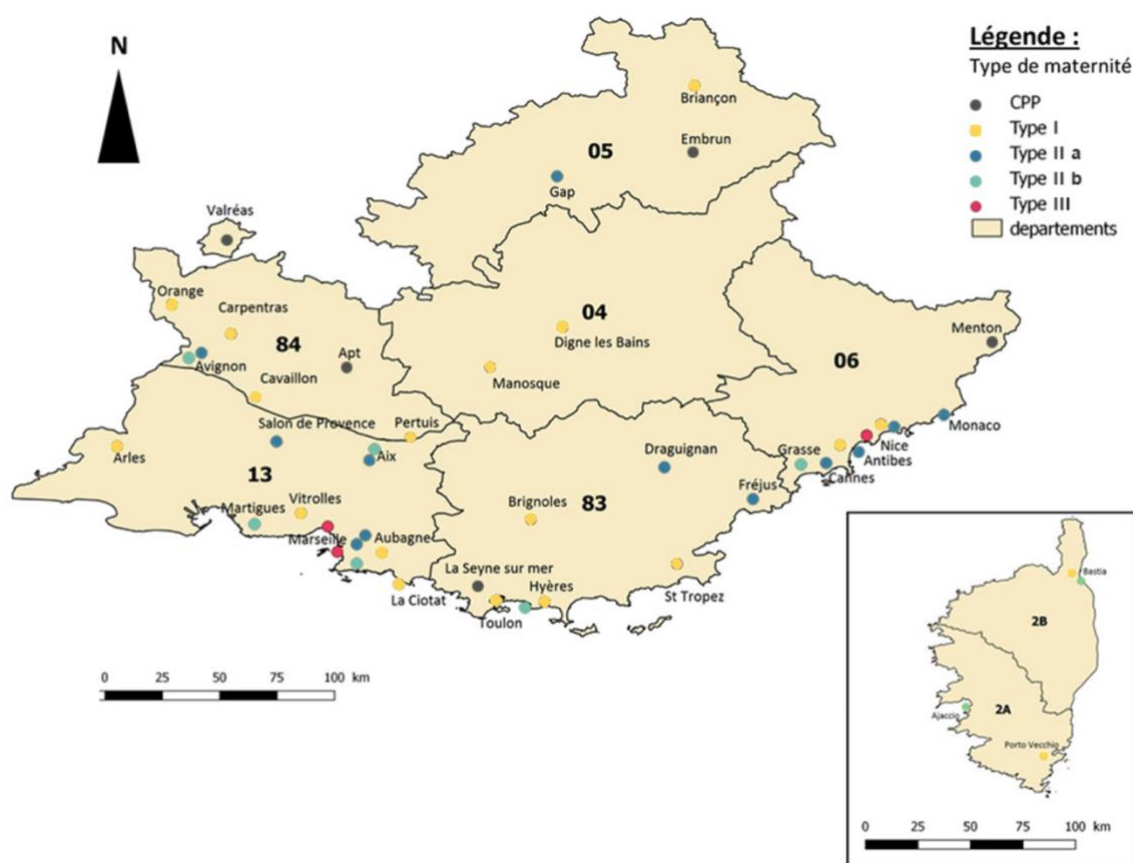 N
Légende :
Type de maternité
CPP
Type I
Type II a
Type II b
Type III
departements
Briançon
Embrun
05
Gap
Valréas
Orange
Carpentras
84
Apt
Avignon
Cavaillon
04
Digne les Bains
Manosque
06
Menton
Monaco
Nice
Antibes
Grasse
Cannes
Salon de Provence
Pertuis
Arles
Aix
13
Vitrolles
Martigues
Marseille
Aubagne
La Ciotat
Draguignan
Fréjus
Brignoles
83
La Seyne sur mer
Hyères
Toulon
St Tropez
0 25 50 75 100 km
Bastia
2B
2A
Ajaccio
Porto Vecchio
0 25 50 75 100 km